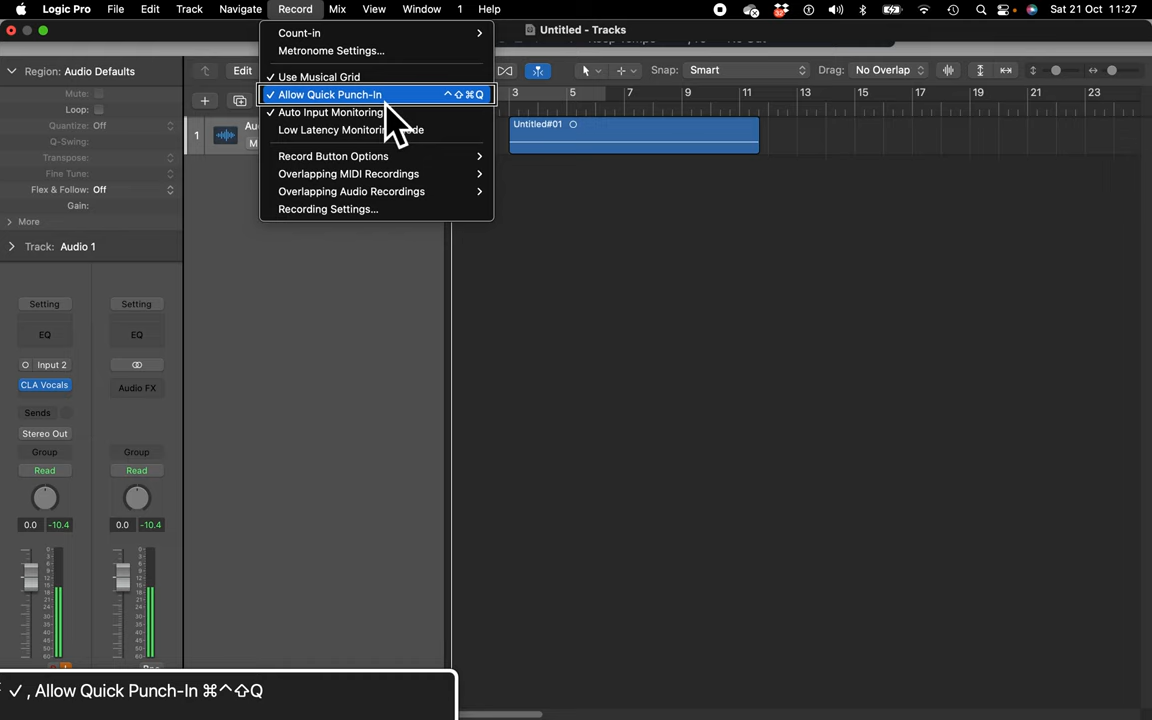 Logic Pro File Edit Track Navigate Record Mix View Window 1 Help Sat 21 Oct 11:27
Untitled - Tracks
Region: Audio Defaults
Mute:
Loop:
Quantize: Off
Q-Swing:
Transpose:
Fine Tune:
Flex & Follow: Off
Gain:
More
Track: Audio 1
Edit
Snap: Smart
Drag: No Overlap
3 5 7 9 11 13 15 17 19 21 23
1
Untitled#01
Count-in
Metronome Settings...
✓ Use Musical Grid
✓ Allow Quick Punch-In ⌃⇧⌘Q
✓ Auto Input Monitoring
Low Latency
Record Button Options
Overlapping MIDI Recordings
Overlapping Audio Recordings
Recording Settings...
Setting Setting
EQ EQ
Input 2
CLA Vocals Audio FX
Sends
Stereo Out
Group Group
Read Read
0.0 -10.4 0.0 -10.4
✓ , Allow Quick Punch-In ⌘⌃⇧Q